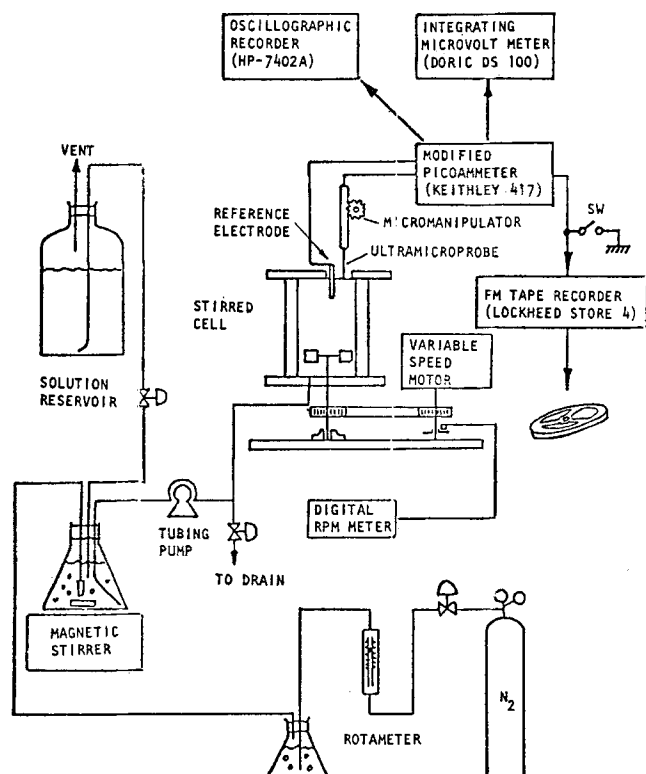 OSCILLOGRAPHIC
RECORDER
(HP-7402A)
INTEGRATING
MICROVOLT METER
(DORIC DS 100)
VENT
MODIFIED
PICOAMMETER
(KEITHLEY 417)
SW
REFERENCE
ELECTRODE
MICROMANIPULATOR
ULTRAMICROPROBE
STIRRED
CELL
FM TAPE RECORDER
(LOCKHEED STORE 4)
VARIABLE
SPEED
MOTOR
SOLUTION
RESERVOIR
DIGITAL
RPM METER
TUBING
PUMP
TO DRAIN
MAGNETIC
STIRRER
N2
ROTAMETER